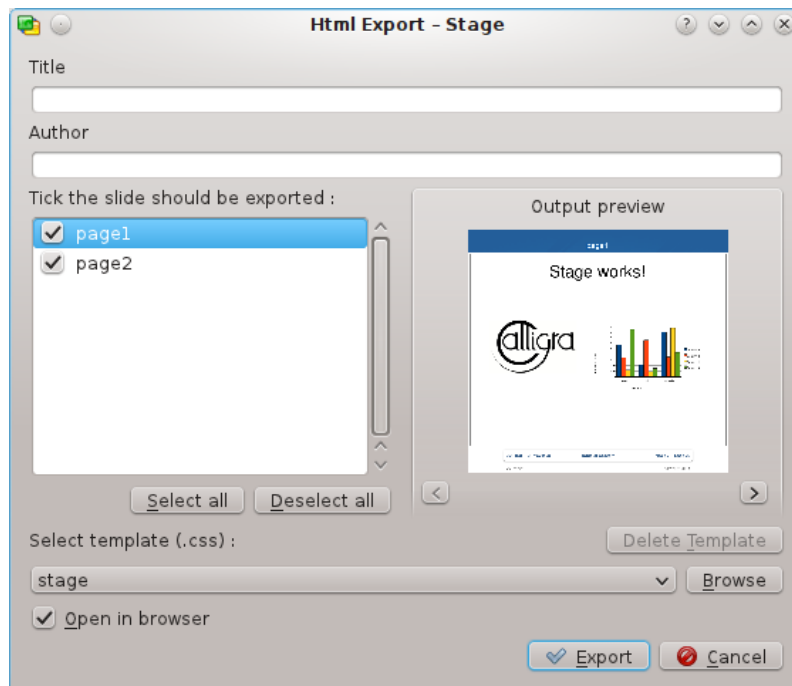 Html Export – Stage
Title
Author
Tick the slide should be exported :
page1
page2
Select all
Deselect all
Output preview
page1
Stage works!
Calligra
Select template (.css) :
Delete Template
stage
Browse
Open in browser
Export
Cancel